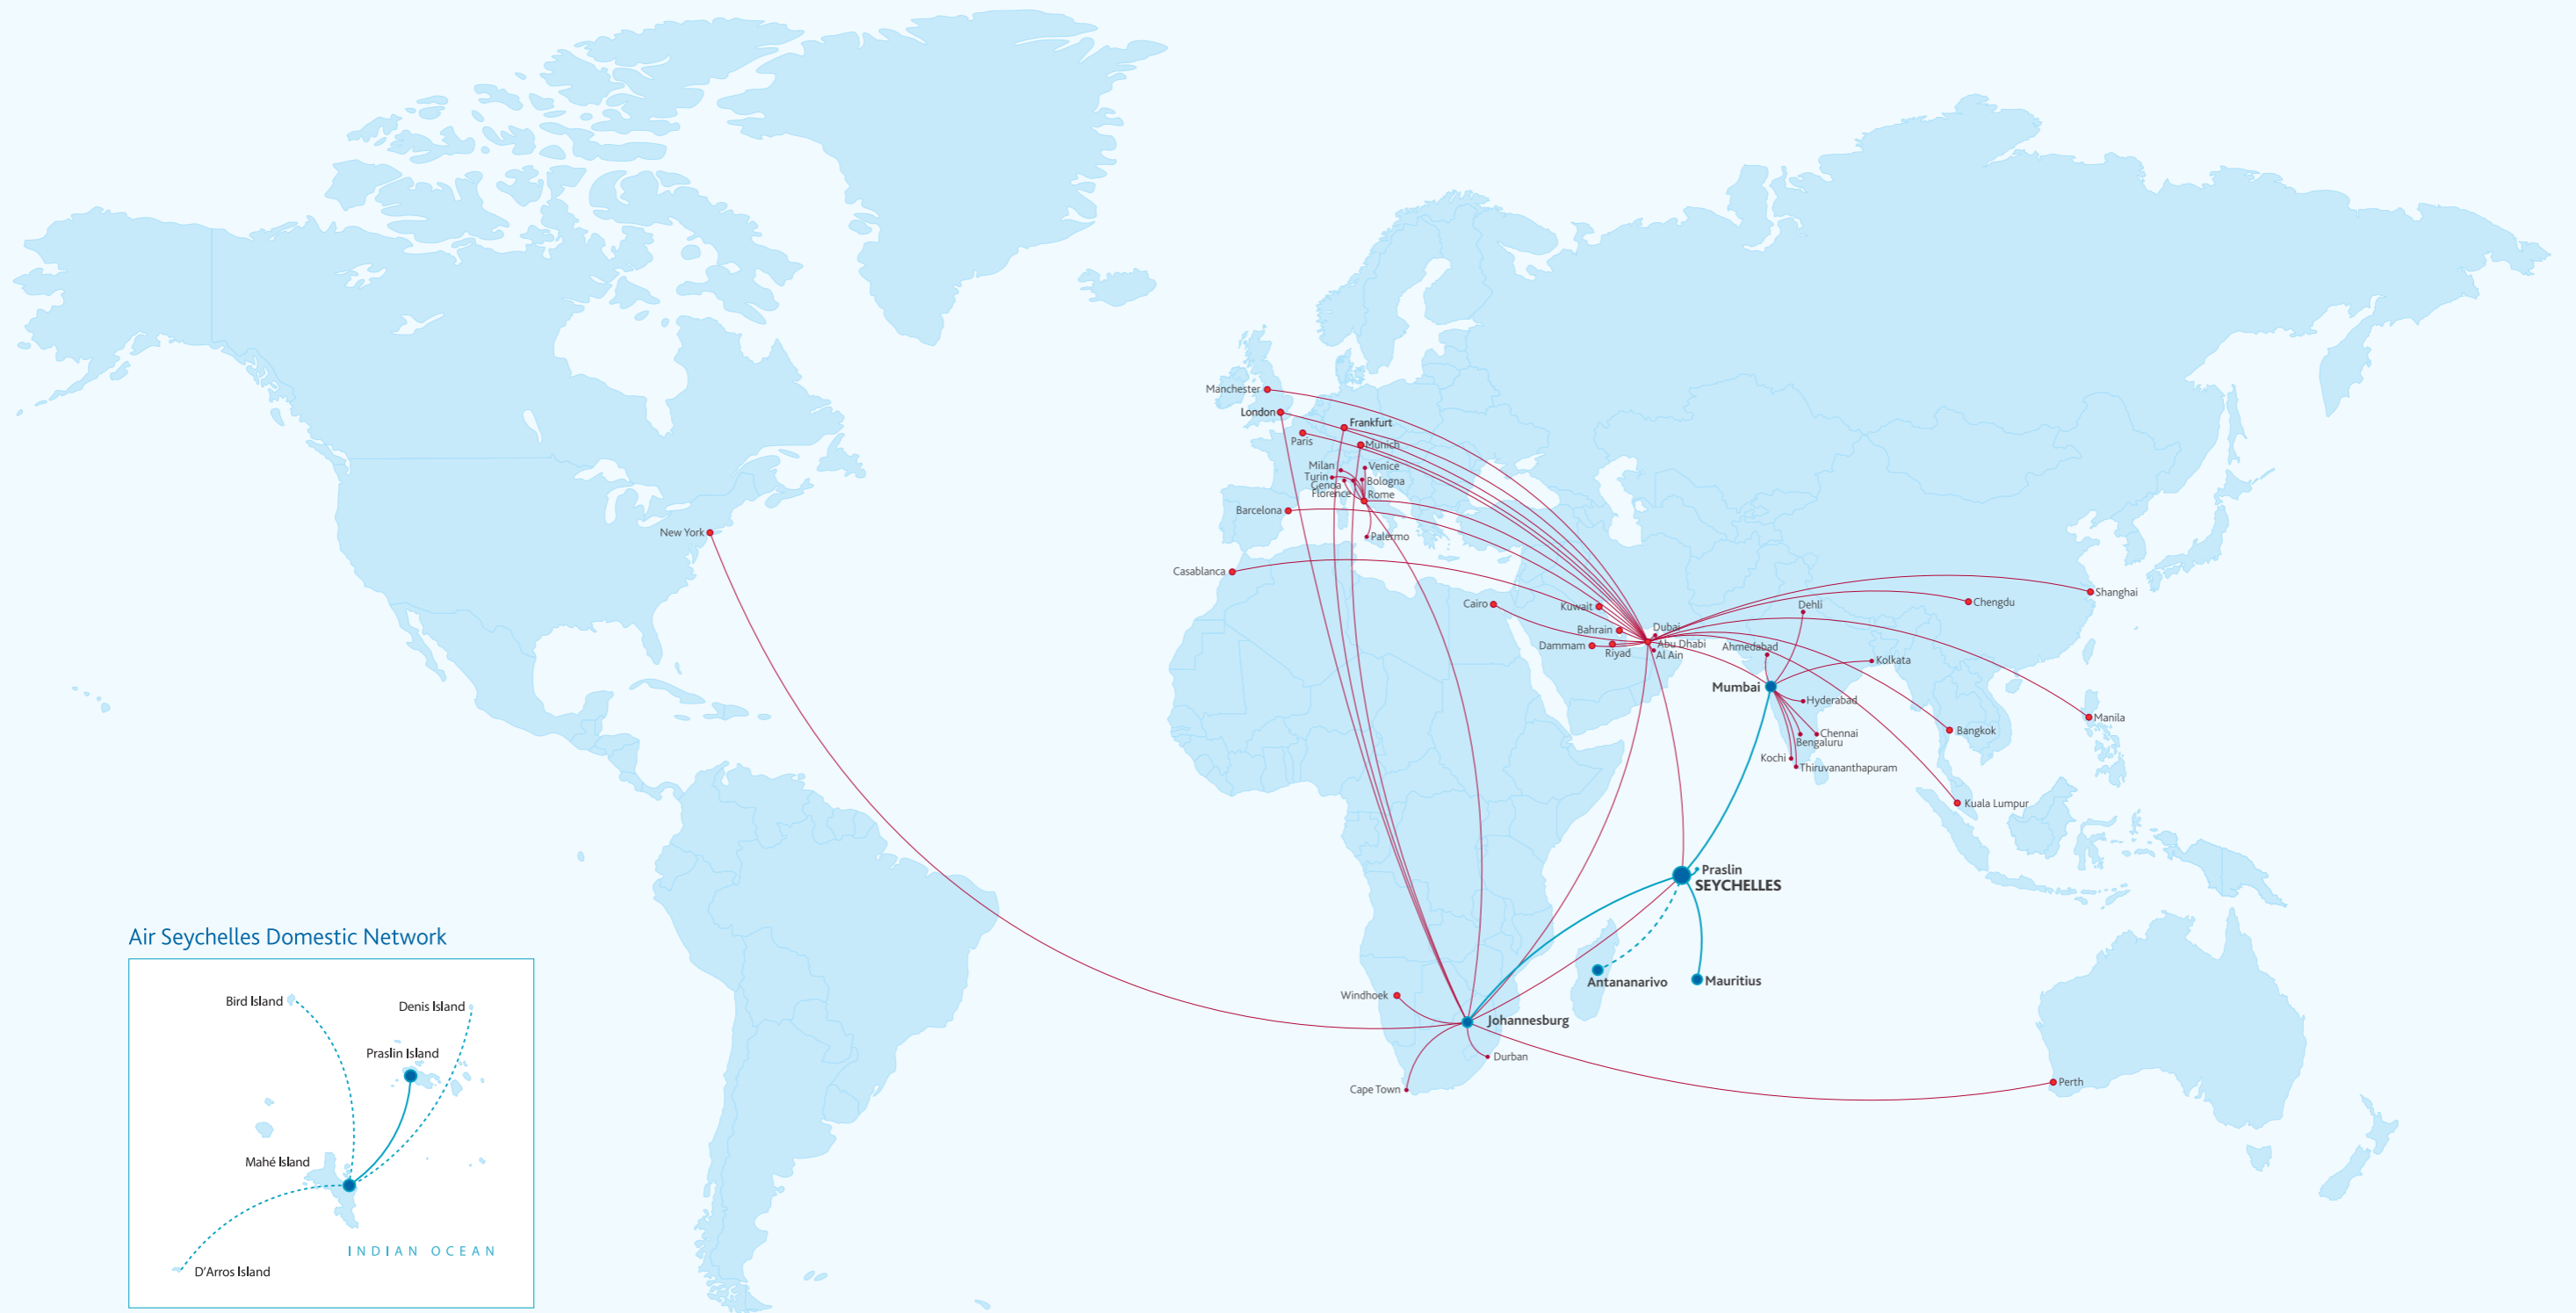 Manchester
London
Frankfurt
Paris
Munich
Milan
Venice
Turin
Genoa
Bologna
Florence
Rome
Barcelona
New York
Palermo
Casablanca
Shanghai
Cairo
Kuwait
Dehli
Chengdu
Bahrain
Dubai
Dammam
Abu Dhabi
Ahmedabad
Riyad
Al Ain
Kolkata
Mumbai
Hyderabad
Manila
Bangkok
Chennai
Bengaluru
Kochi
Thiruvananthapuram
Kuala Lumpur
Praslin
SEYCHELLES
Antananarivo
Mauritius
Windhoek
Johannesburg
Durban
Cape Town
Perth
Air Seychelles Domestic Network
Bird Island
Denis Island
Praslin Island
Mahé Island
INDIAN OCEAN
D'Arros Island